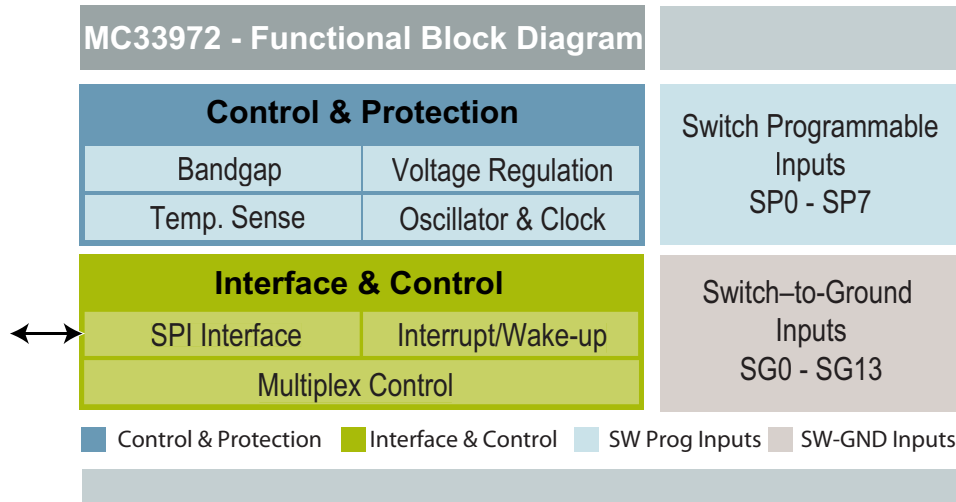 MC33972 - Functional Block Diagram
Control & Protection
Bandgap
Voltage Regulation
Temp. Sense
Oscillator & Clock
Switch Programmable
Inputs
SP0 - SP7
Interface & Control
SPI Interface
Interrupt/Wake-up
Multiplex Control
Switch–to-Ground
Inputs
SG0 - SG13
Control & Protection
Interface & Control
SW Prog Inputs
SW-GND Inputs